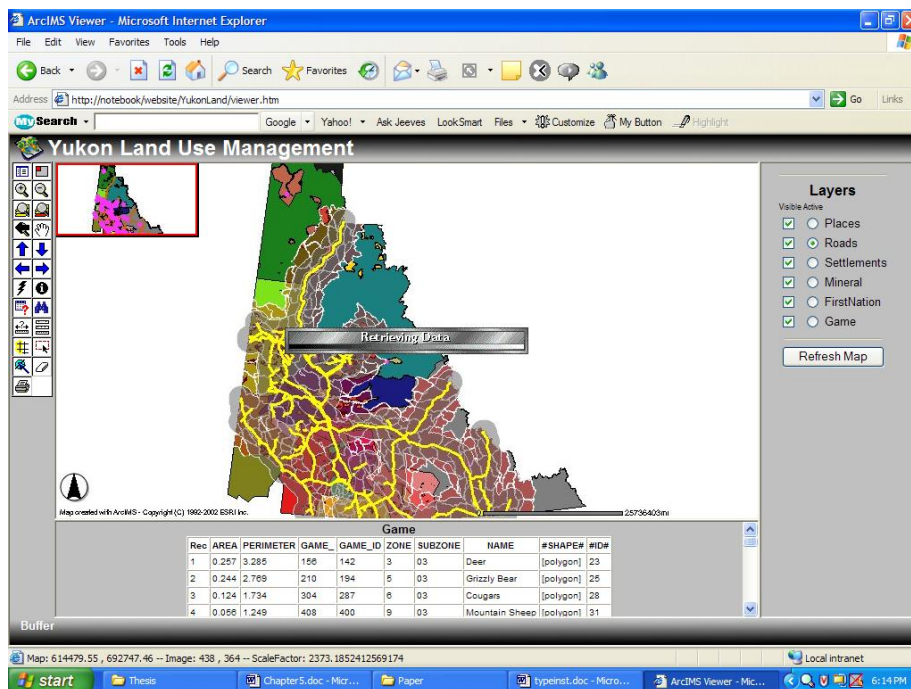 ArcIMS Viewer - Microsoft Internet Explorer
File Edit View Favorites Tools Help
Back Search Favorites
Address http://notebook/website/YukonLand/viewer.htm Go Links
My Search Google Yahoo! Ask Jeeves LookSmart Files Customize My Button Highlight
Yukon Land Use Management
Layers
Visible Active
Places
Roads
Settlements
Mineral
FirstNation
Game
Refresh Map
Retrieving Data
Map created with ArcIMS - Copyright (C) 1992-2002 ESRI Inc.
25736403mi
Game
Rec AREA PERIMETER GAME_ GAME_ID ZONE SUBZONE NAME #SHAPE# #ID#
1 0.257 3.285 156 142 3 03 Deer [polygon] 23
2 0.244 2.769 210 194 5 03 Grizzly Bear [polygon] 25
3 0.124 1.734 304 287 6 03 Cougars [polygon] 28
4 0.056 1.249 408 400 9 03 Mountain Sheep [polygon] 31
Buffer
Map: 614479.55 , 692747.46 -- Image: 438 , 364 -- ScaleFactor: 2373.1852412569174
Local intranet
start Thesis Chapter5.doc - Micr... Paper typeinst.doc - Micro... ArcIMS Viewer - Mic... 6:14 PM